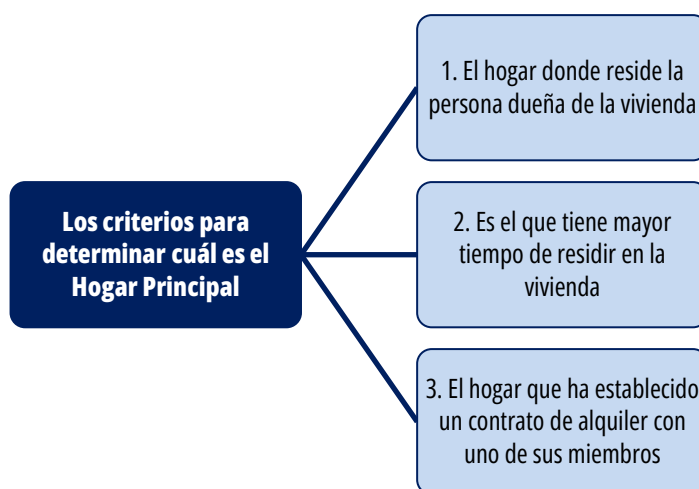 Los criterios para
determinar cuál es el
Hogar Principal
1. El hogar donde reside la
persona dueña de la vivienda
2. Es el que tiene mayor
tiempo de residir en la
vivienda
3. El hogar que ha establecido
un contrato de alquiler con
uno de sus miembros